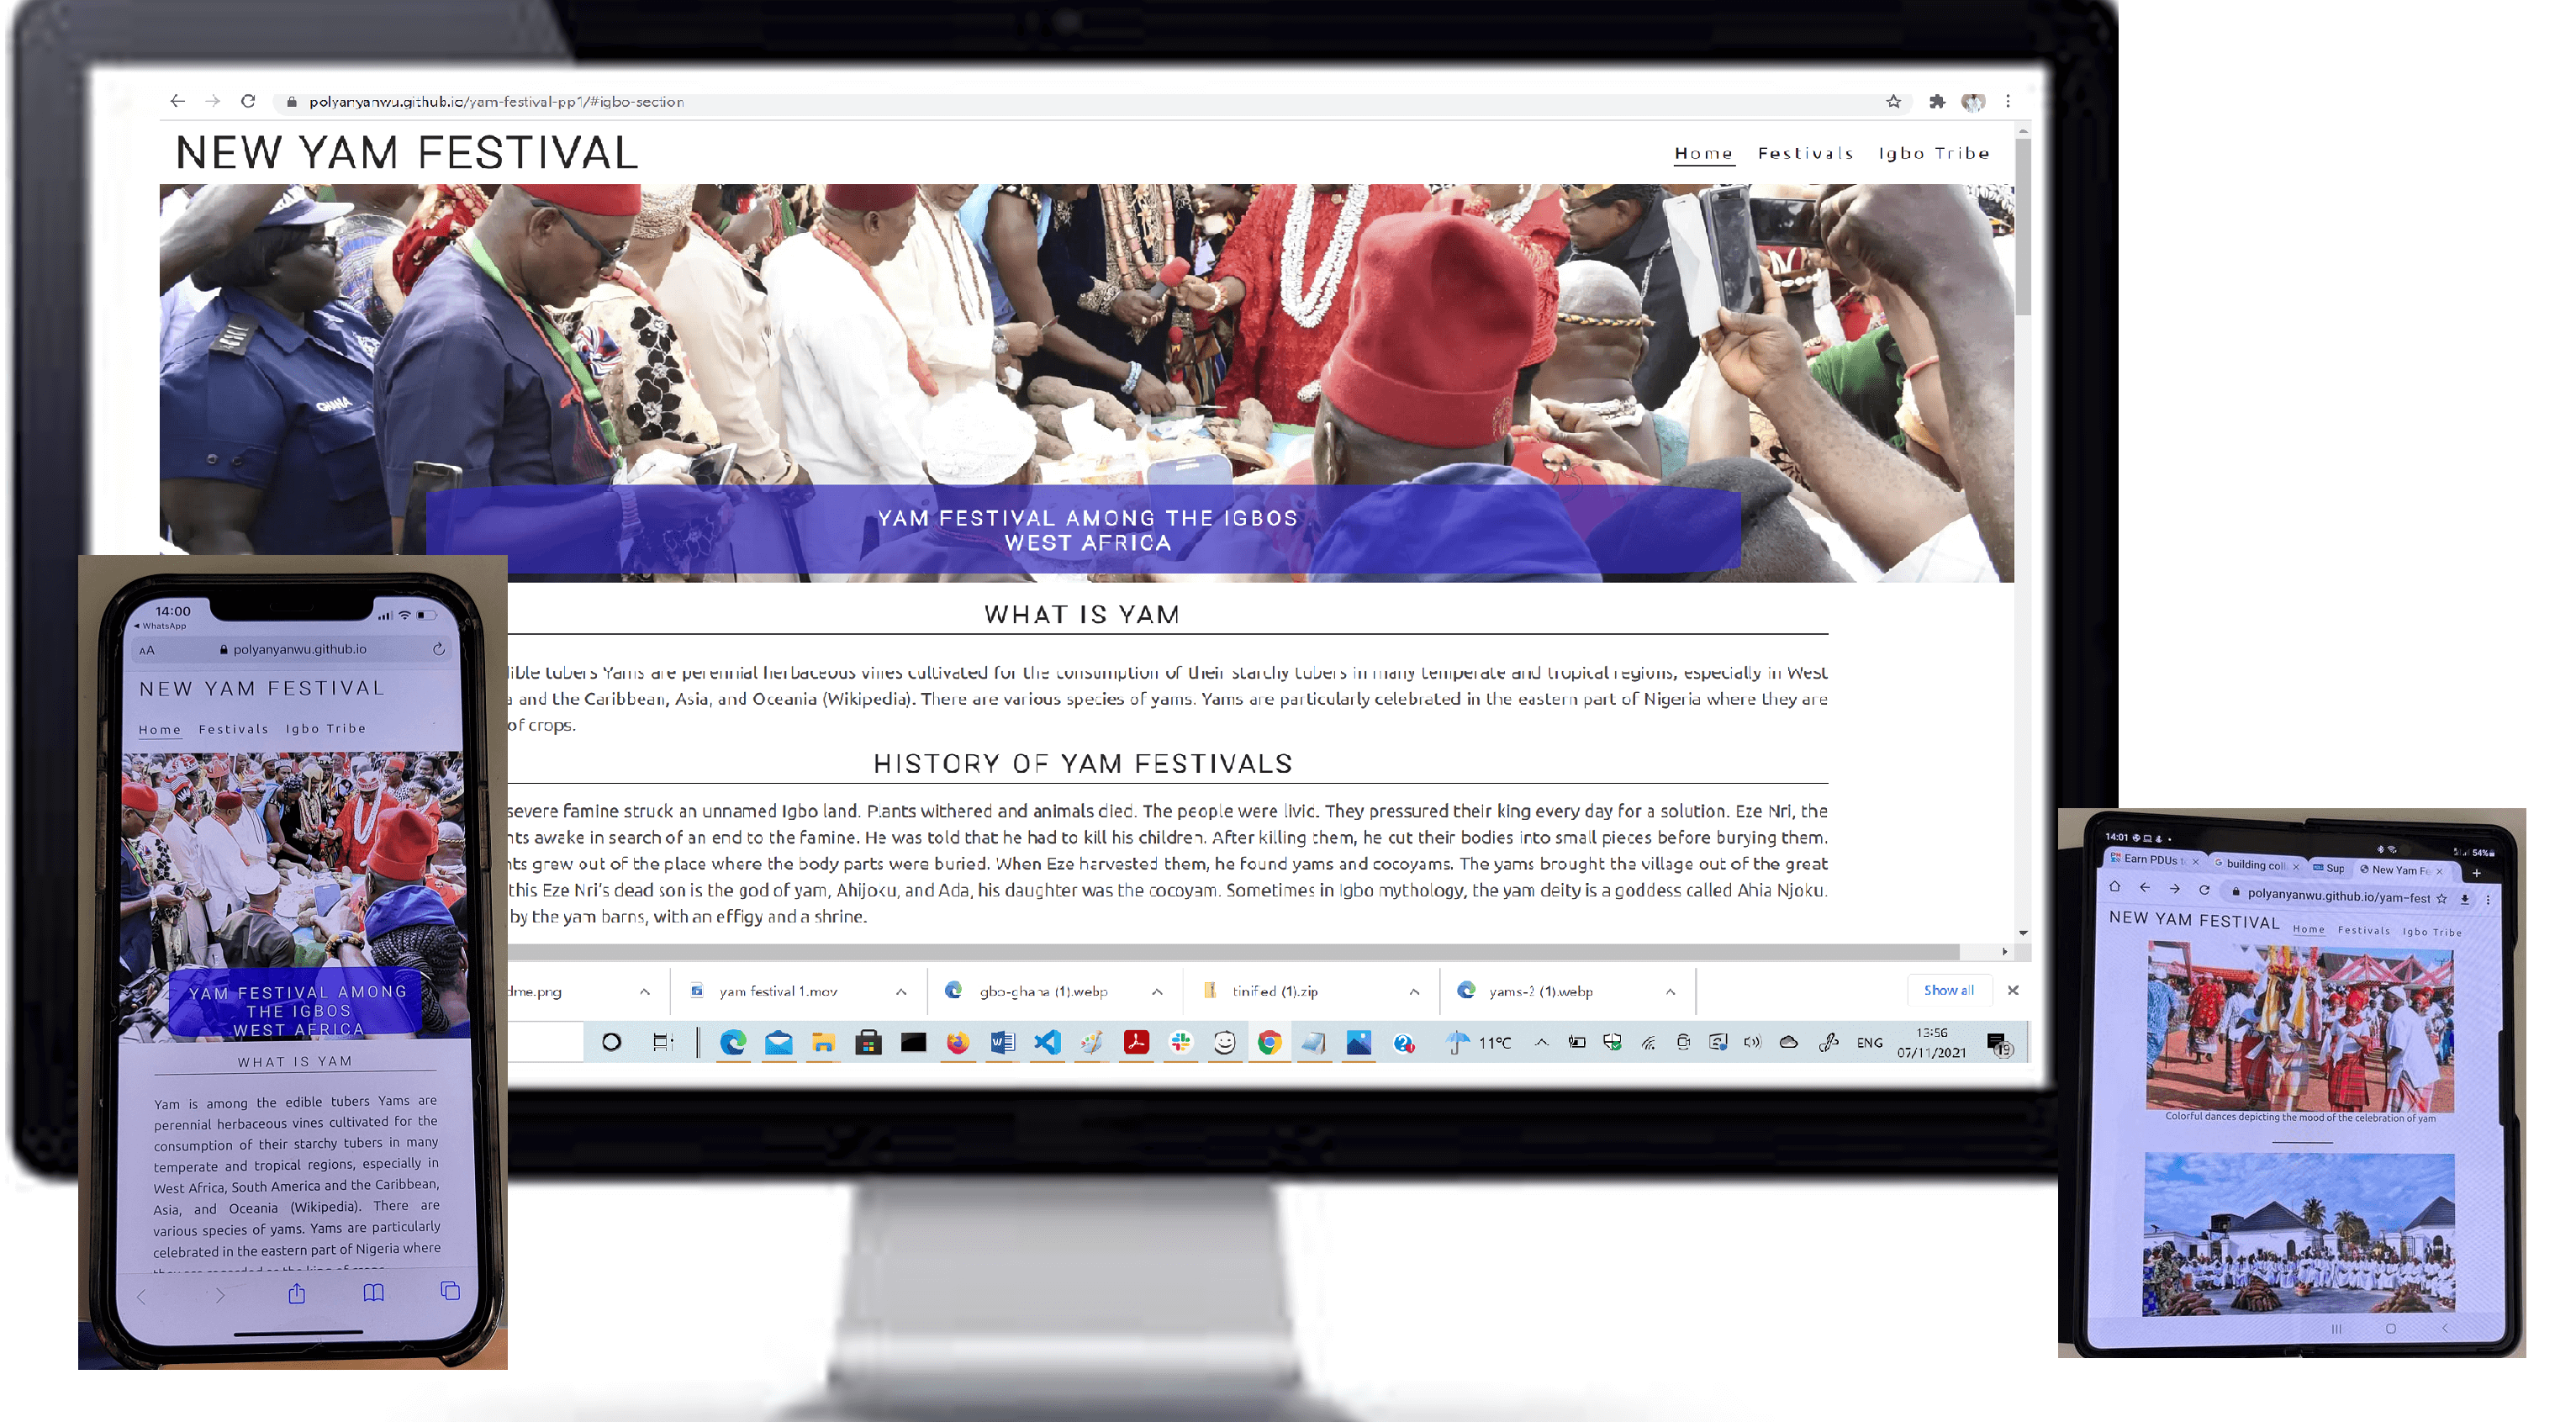 polyanyanwu.github.io/yam-festival-pp1/#igbo-section
NEW YAM FESTIVAL
Home Festivals Igbo Tribe
GHANA
YAM FESTIVAL AMONG THE IGBOS
WEST AFRICA
WHAT IS YAM
ible tubers Yams are perennial herbaceous vines cultivated for the consumption of their starchy tubers in many temperate and tropical regions, especially in West
and the Caribbean, Asia, and Oceania (Wikipedia). There are various species of yams. Yams are particularly celebrated in the eastern part of Nigeria where they are
of crops.
HISTORY OF YAM FESTIVALS
severe famine struck an unnamed Igbo land. Plants withered and animals died. The people were livid. They pressured their king every day for a solution. Eze Nri, the
hts awake in search of an end to the famine. He was told that he had to kill his children. After killing them, he cut their bodies into small pieces before burying them.
nts grew out of the place where the body parts were buried. When Eze harvested them, he found yams and cocoyams. The yams brought the village out of the great
this Eze Nri's dead son is the god of yam, Ahijoku, and Ada, his daughter was the cocoyam. Sometimes in Igbo mythology, the yam deity is a goddess called Ahia Njoku.
by the yam barns, with an effigy and a shrine.
dme.png
yam festival 1.mov
gbo-ghana (1).webp
tinified (1).zip
yams-2 (1).webp
Show all
11°C
ENG
13:56
07/11/2021
19
14:00
WhatsApp
AA polyanyanwu.github.io
NEW YAM FESTIVAL
Home Festivals Igbo Tribe
YAM FESTIVAL AMONG
THE IGBOS
WEST AFRICA
WHAT IS YAM
Yam is among the edible tubers Yams are
perennial herbaceous vines cultivated for the
consumption of their starchy tubers in many
temperate and tropical regions, especially in
West Africa, South America and the Caribbean,
Asia, and Oceania (Wikipedia). There are
various species of yams. Yams are particularly
celebrated in the eastern part of Nigeria where
they are regarded as the king of crops.
14:01
54%
Earn PDUs t
building coll
Sup
New Yam Fe
polyanyanwu.github.io/yam-fest
NEW YAM FESTIVAL
Home Festivals Igbo Tribe
Colorful dances depicting the mood of the celebration of yam